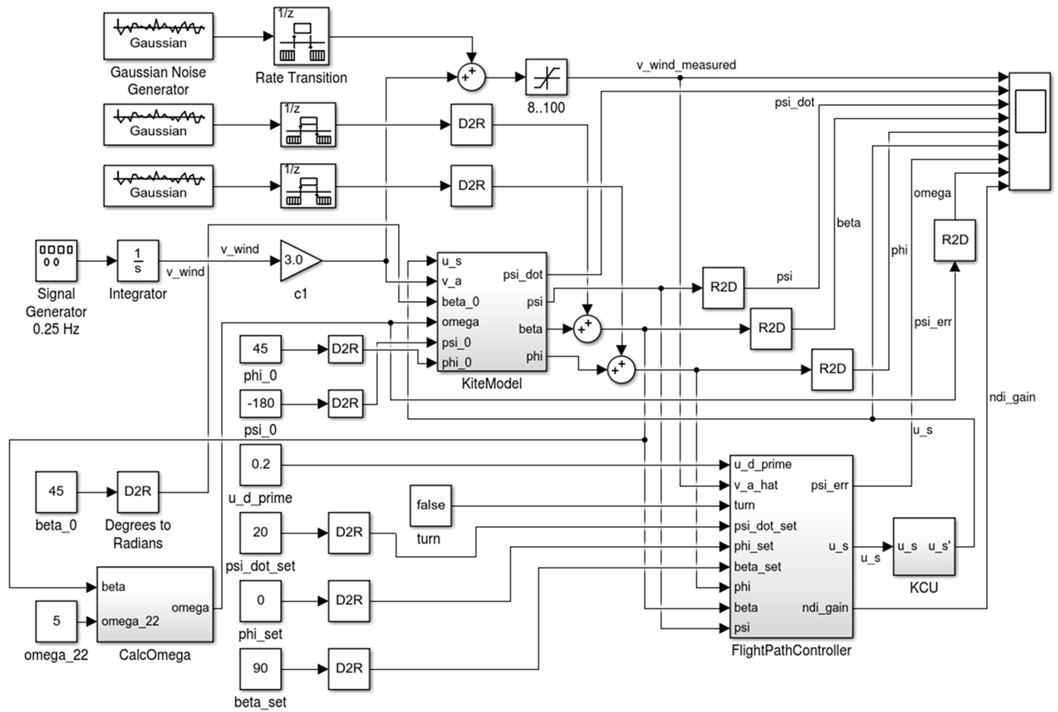 Gaussian
Gaussian Noise
Generator
1/z
Rate Transition
+
+
8..100
v_wind_measured
Gaussian
1/z
D2R
psi_dot
Gaussian
1/z
D2R
Signal
Generator
0.25 Hz
1
s
Integrator
v_wind
v_wind
3.0
c1
u_s
v_a
beta_0
omega
psi_0
phi_0
psi_dot
psi
beta
phi
KiteModel
+
+
+
+
R2D
psi
R2D
R2D
beta
phi
omega
R2D
psi_err
ndi_gain
u_s
45
phi_0
D2R
-180
psi_0
D2R
0.2
u_d_prime
45
beta_0
D2R
Degrees to
Radians
false
turn
20
psi_dot_set
D2R
0
phi_set
D2R
90
beta_set
D2R
beta
omega_22
omega
CalcOmega
5
omega_22
u_d_prime
v_a_hat
turn
psi_dot_set
phi_set
beta_set
phi
beta
psi
psi_err
u_s
ndi_gain
FlightPathController
u_s
u_s
u_s'
KCU